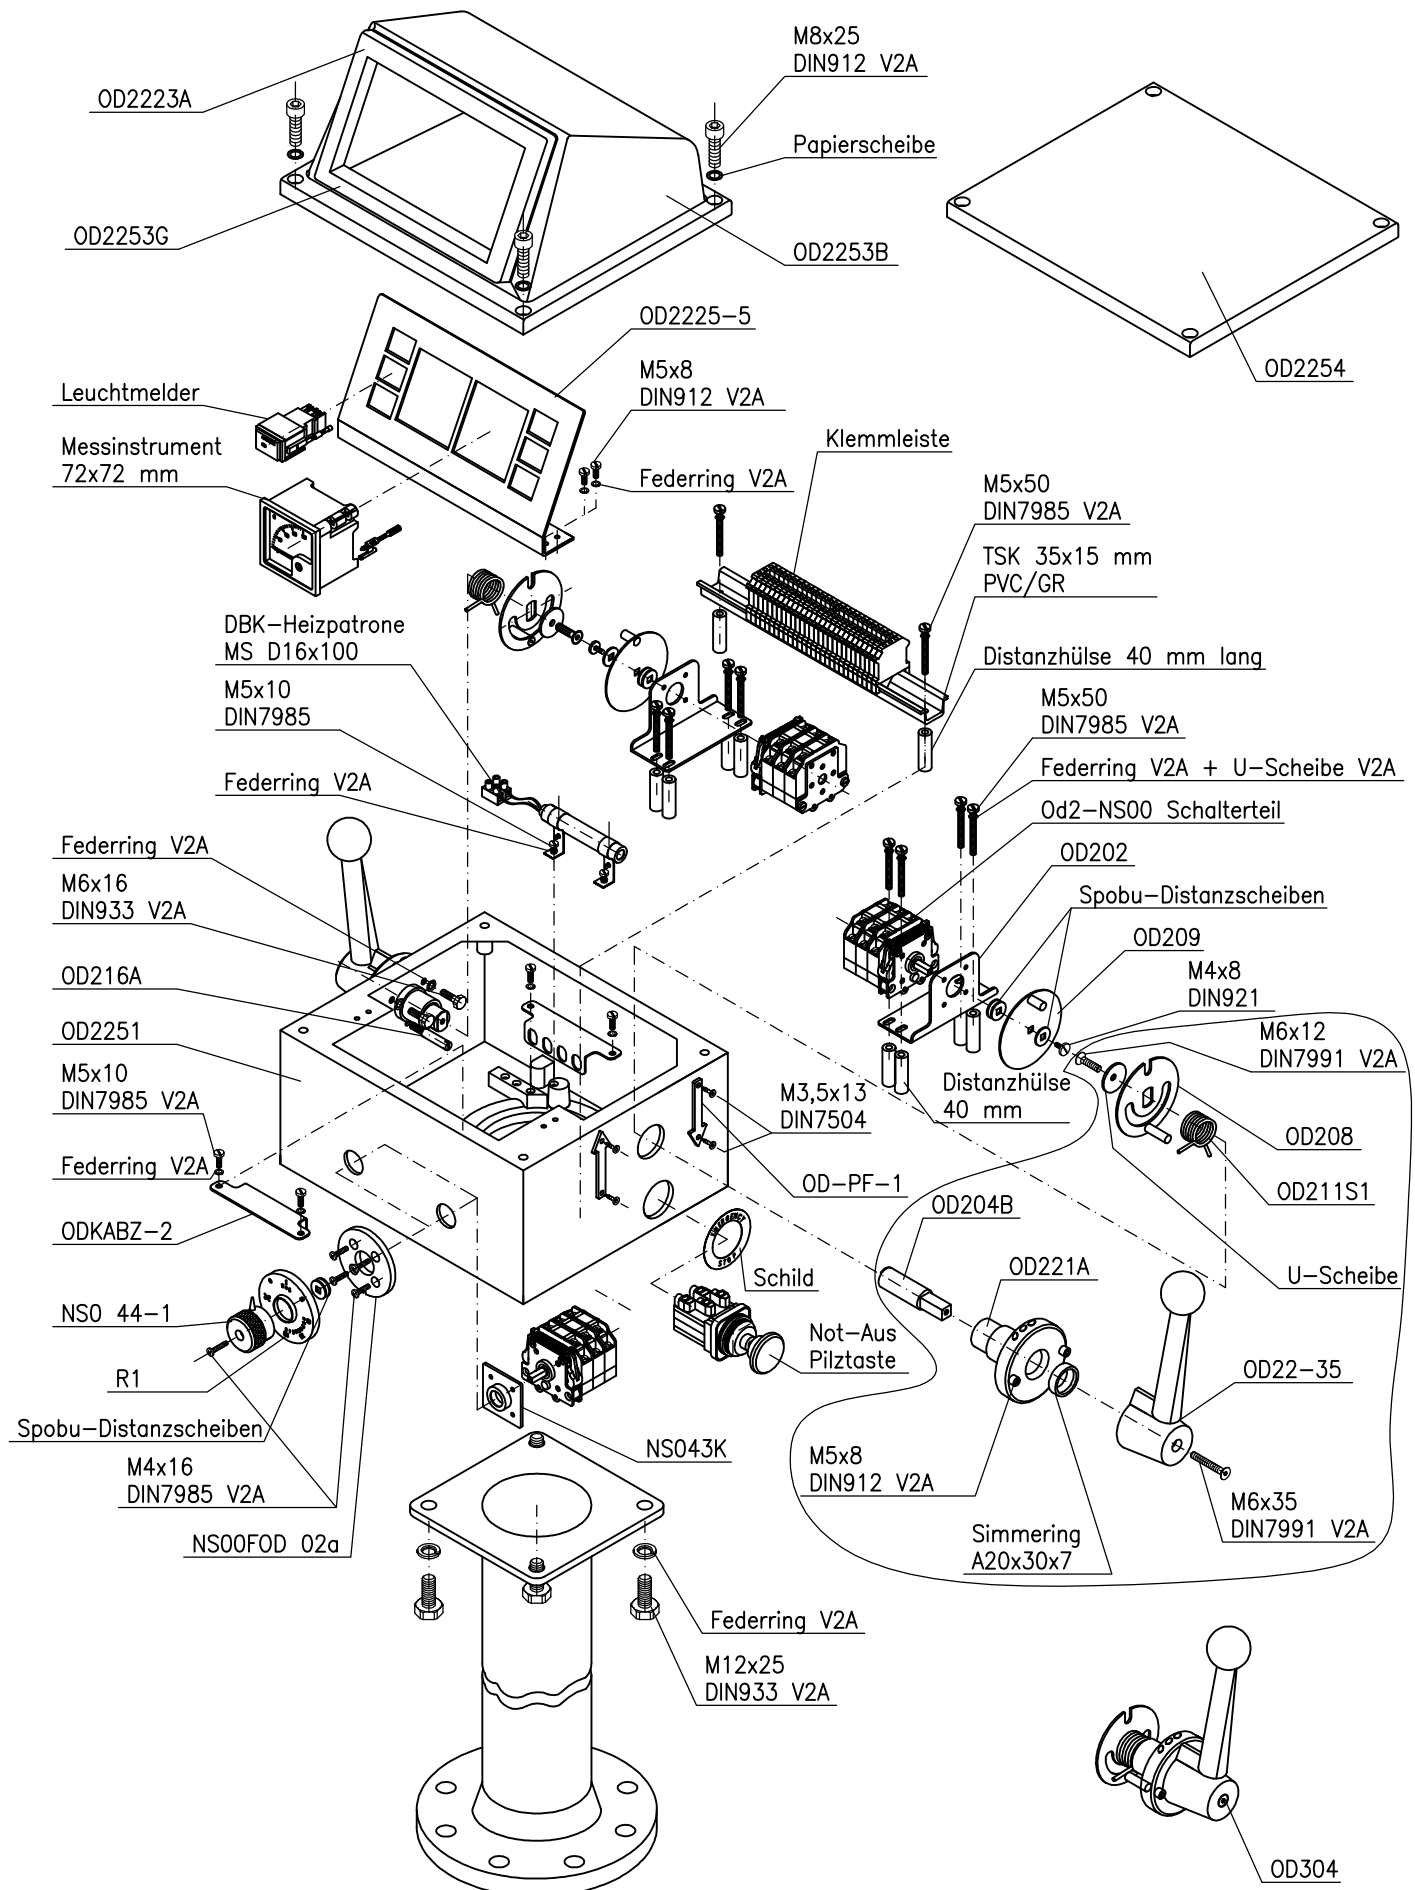 M8x25
DIN912 V2A
OD2223A
Papierscheibe
OD2253G
OD2253B
OD2225-5
OD2254
M5x8
DIN912 V2A
Leuchtmelder
Klemmleiste
Messinstrument
72x72 mm
Federring V2A
M5x50
DIN7985 V2A
TSK 35x15 mm
PVC/GR
DBK-Heizpatrone
MS D16x100
Distanzhülse 40 mm lang
M5x10
DIN7985
M5x50
DIN7985 V2A
Federring V2A
Federring V2A + U-Scheibe V2A
Od2-NS00 Schalterteil
Federring V2A
OD202
M6x16
DIN933 V2A
Spobu-Distanzscheiben
OD209
OD216A
M4x8
DIN921
OD2251
M6x12
DIN7991 V2A
M5x10
DIN7985 V2A
M3,5x13
DIN7504
Distanzhülse
40 mm
OD208
Federring V2A
OD-PF-1
OD211S1
ODKABZ-2
OD204B
EMERGENCY
STOP
Schild
OD221A
U-Scheibe
NS0 44-1
Not-Aus
Pilztaste
R1
OD22-35
Spobu-Distanzscheiben
NS043K
M4x16
DIN7985 V2A
M5x8
DIN912 V2A
M6x35
DIN7991 V2A
NS00FOD 02a
Simmering
A20x30x7
Federring V2A
M12x25
DIN933 V2A
OD304